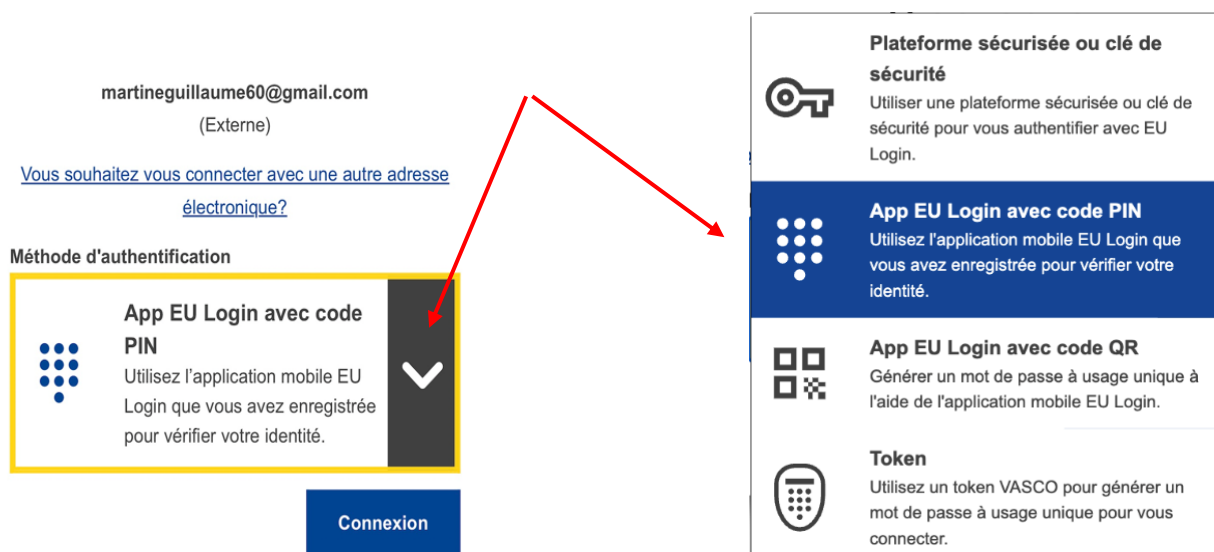 martineguillaume60@gmail.com
(Externe)
Vous souhaitez vous connecter avec une autre adresse
électronique?
Méthode d'authentification
App EU Login avec code
PIN
Utilisez l'application mobile EU
Login que vous avez enregistrée
pour vérifier votre identité.
Connexion
Plateforme sécurisée ou clé de
sécurité
Utiliser une plateforme sécurisée ou clé de
sécurité pour vous authentifier avec EU
Login.
App EU Login avec code PIN
Utilisez l'application mobile EU Login que
vous avez enregistrée pour vérifier votre
identité.
App EU Login avec code QR
Générer un mot de passe à usage unique à
l'aide de l'application mobile EU Login.
Token
Utilisez un token VASCO pour générer un
mot de passe à usage unique pour vous
connecter.